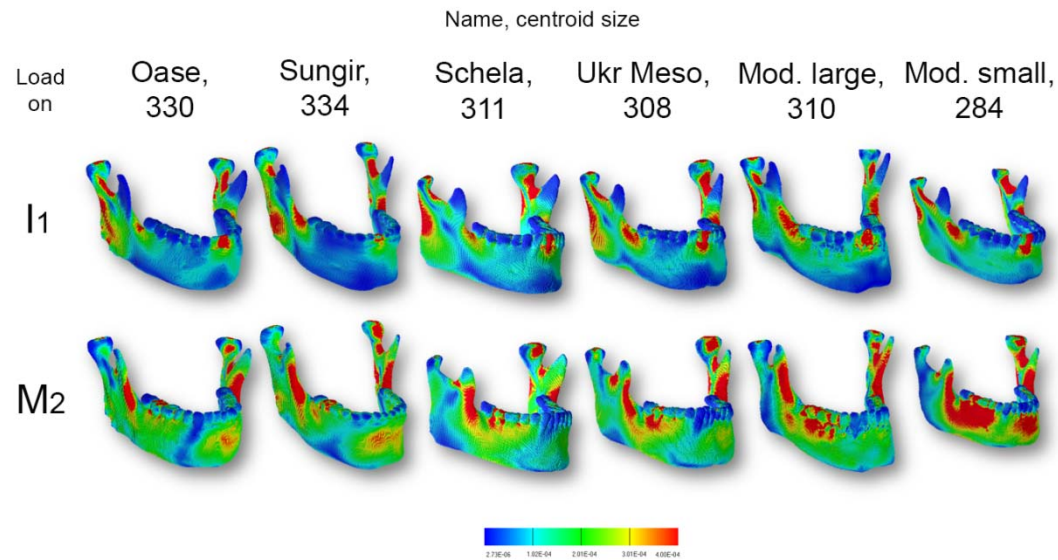 Name, centroid size
Load on
Oase, 330
Sungir, 334
Schela, 311
Ukr Meso, 308
Mod. large, 310
Mod. small, 284
I1
M2
2.73E-06 1.02E-04 2.01E-04 3.01E-04 4.00E-04